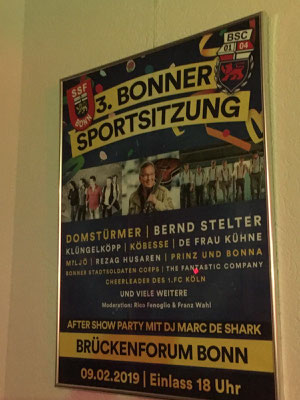 SSF
BONN
BSC
01 04
3. BONNER
SPORTSITZUNG
DOMSTÜRMER | BERND STELTER
KLÜNGELKÖPP | KÖBESSE | DE FRAU KÜHNE
MILJÖ | REZAG HUSAREN | PRINZ UND BONNA
BONNER STADTSOLDATEN CORPS | THE FANTASTIC COMPANY
CHEERLEADER DES 1.FC KÖLN
UND VIELE WEITERE
Moderation: Rico Fenoglio & Franz Wahl
AFTER SHOW PARTY MIT DJ MARC DE SHARK
BRÜCKENFORUM BONN
09.02.2019 | Einlass 18 Uhr